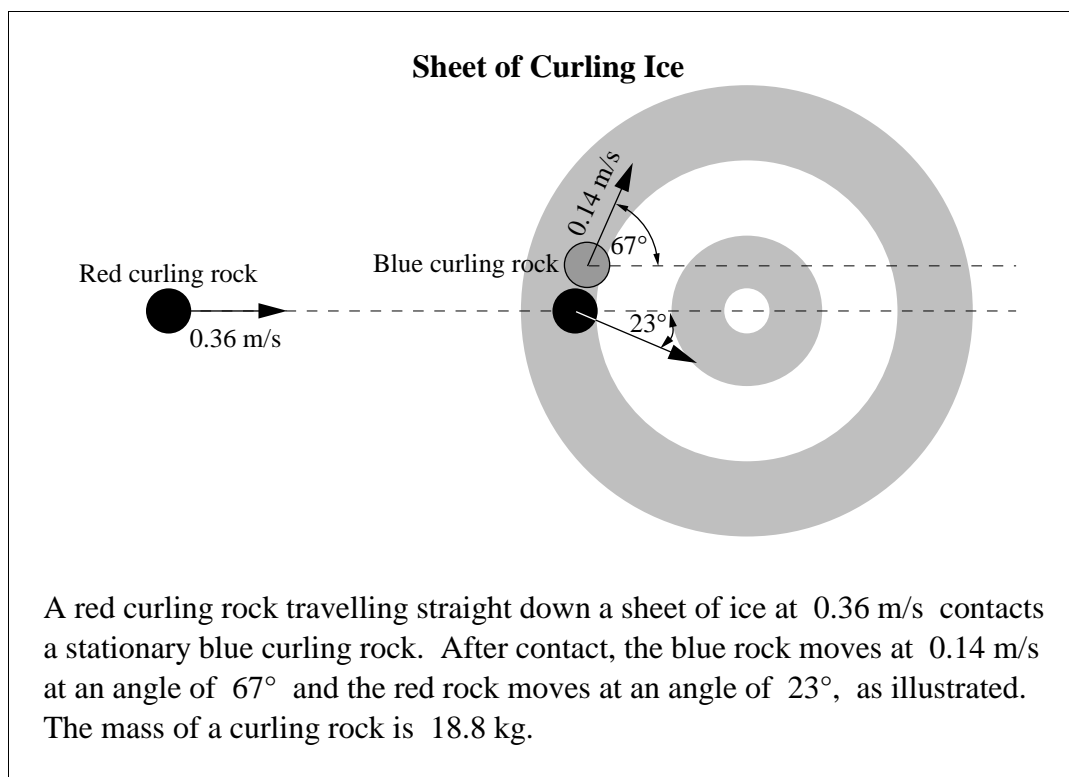 Sheet of Curling Ice
0.14 m/s
67°
Blue curling rock
Red curling rock
23°
0.36 m/s
A red curling rock travelling straight down a sheet of ice at 0.36 m/s contacts
a stationary blue curling rock. After contact, the blue rock moves at 0.14 m/s
at an angle of 67° and the red rock moves at an angle of 23°, as illustrated.
The mass of a curling rock is 18.8 kg.